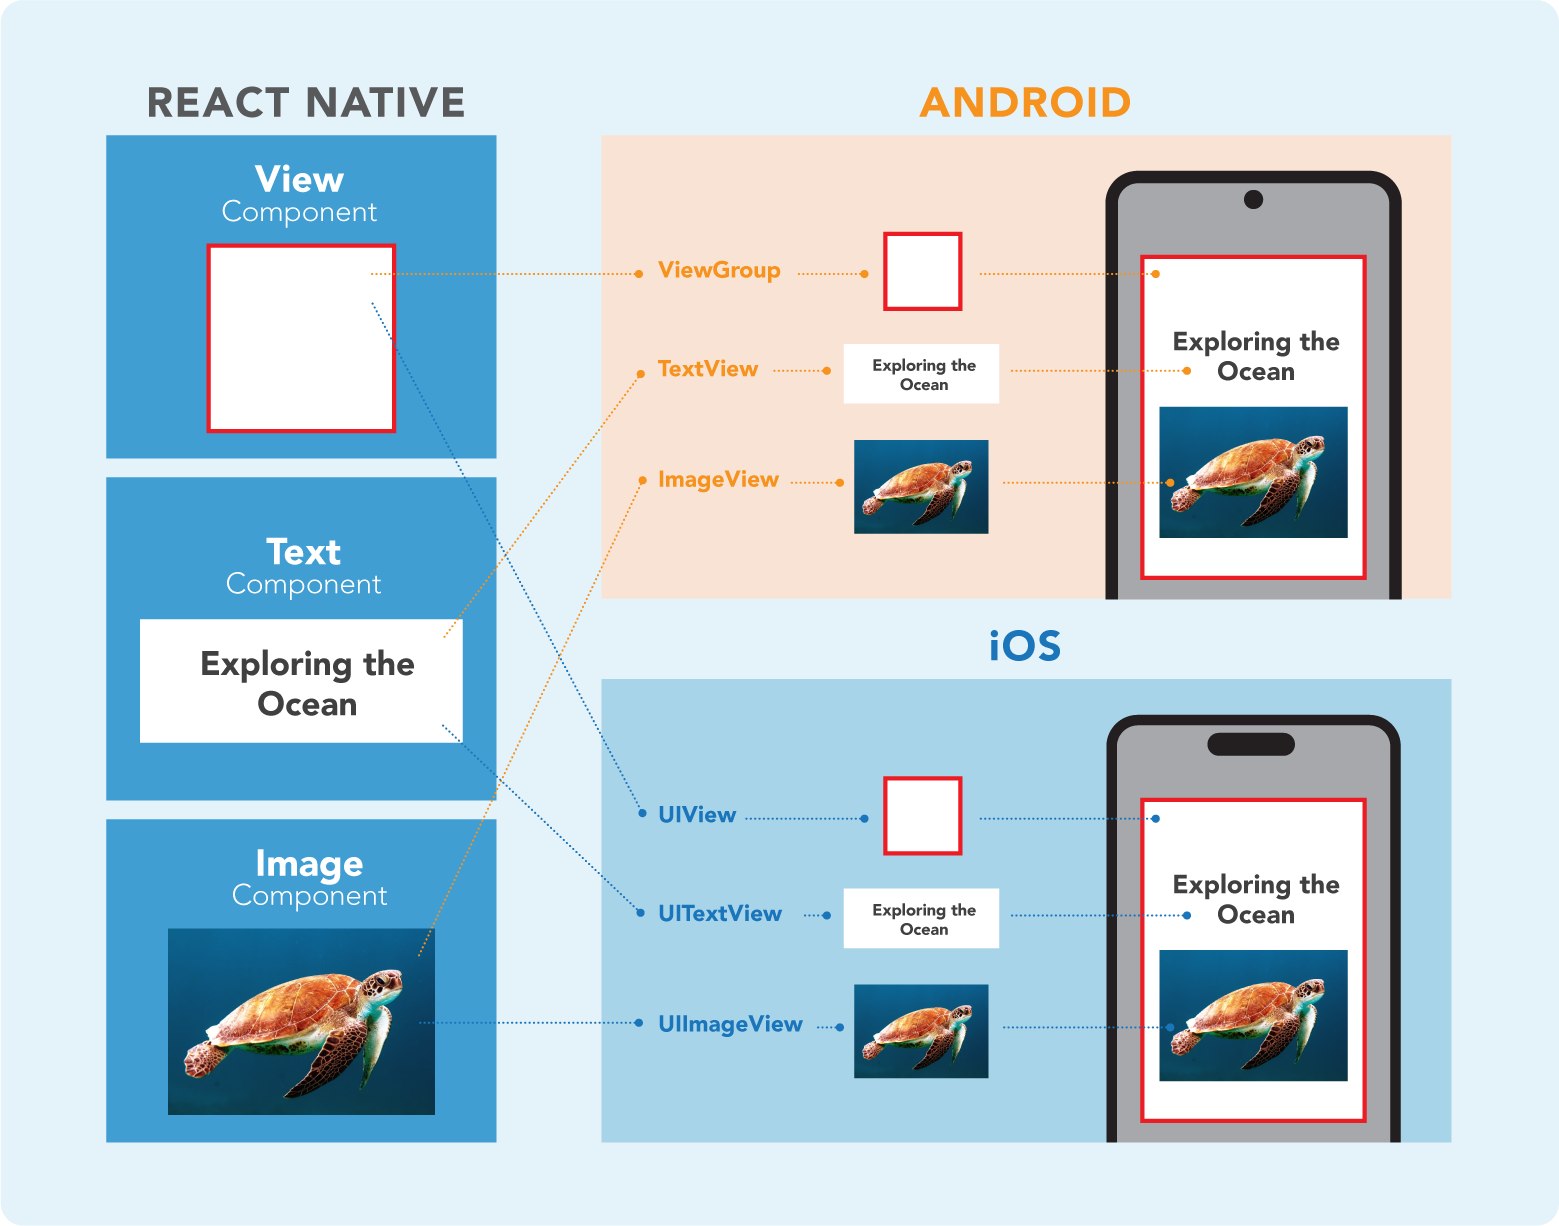 REACT NATIVE
View
Component
Text
Component
Exploring the
Ocean
Image
Component
ANDROID
ViewGroup
TextView
Exploring the
Ocean
ImageView
Exploring the
Ocean
iOS
UIView
UITextView
Exploring the
Ocean
UIImageView
Exploring the
Ocean